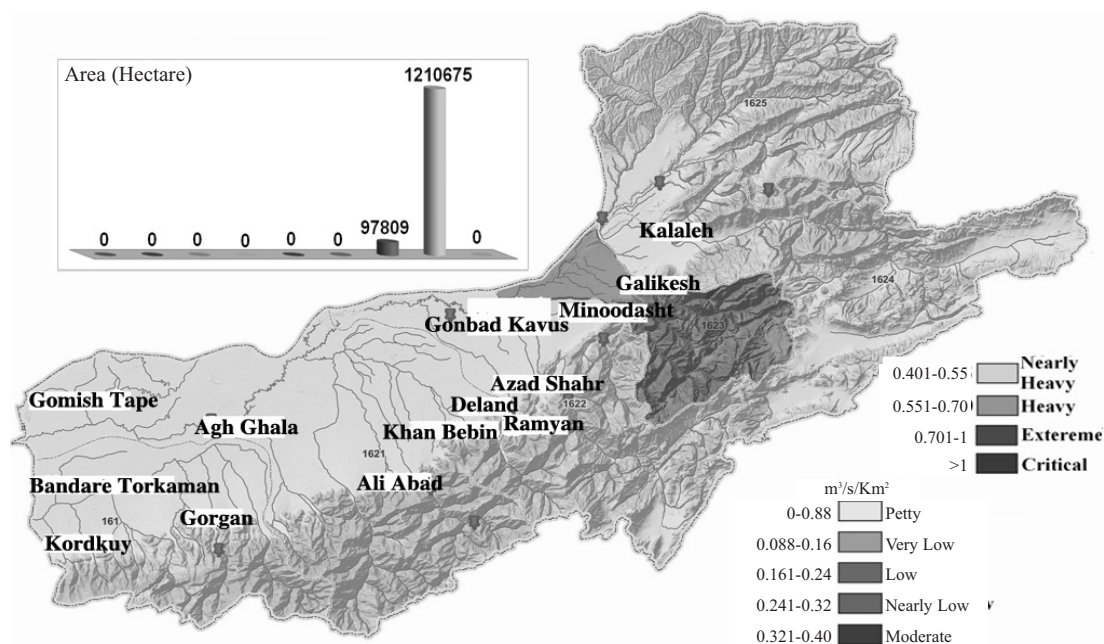 Area (Hectare)
1210675
97809
0 0 0 0 0 0 0
1625
Kalaleh
1624
Galikesh
Minoodasht
1623
Gonbad Kavus
Azad Shahr
Deland
1622
Khan Bebin
Ramyan
Gomish Tape
Agh Ghala
1621
Ali Abad
Bandare Torkaman
161
Gorgan
Kordkuy
0.401-0.55 Nearly Heavy
0.551-0.70 Heavy
0.701-1 Extereme
>1 Critical
m³/s/Km²
0-0.88 Petty
0.088-0.16 Very Low
0.161-0.24 Low
0.241-0.32 Nearly Low
0.321-0.40 Moderate